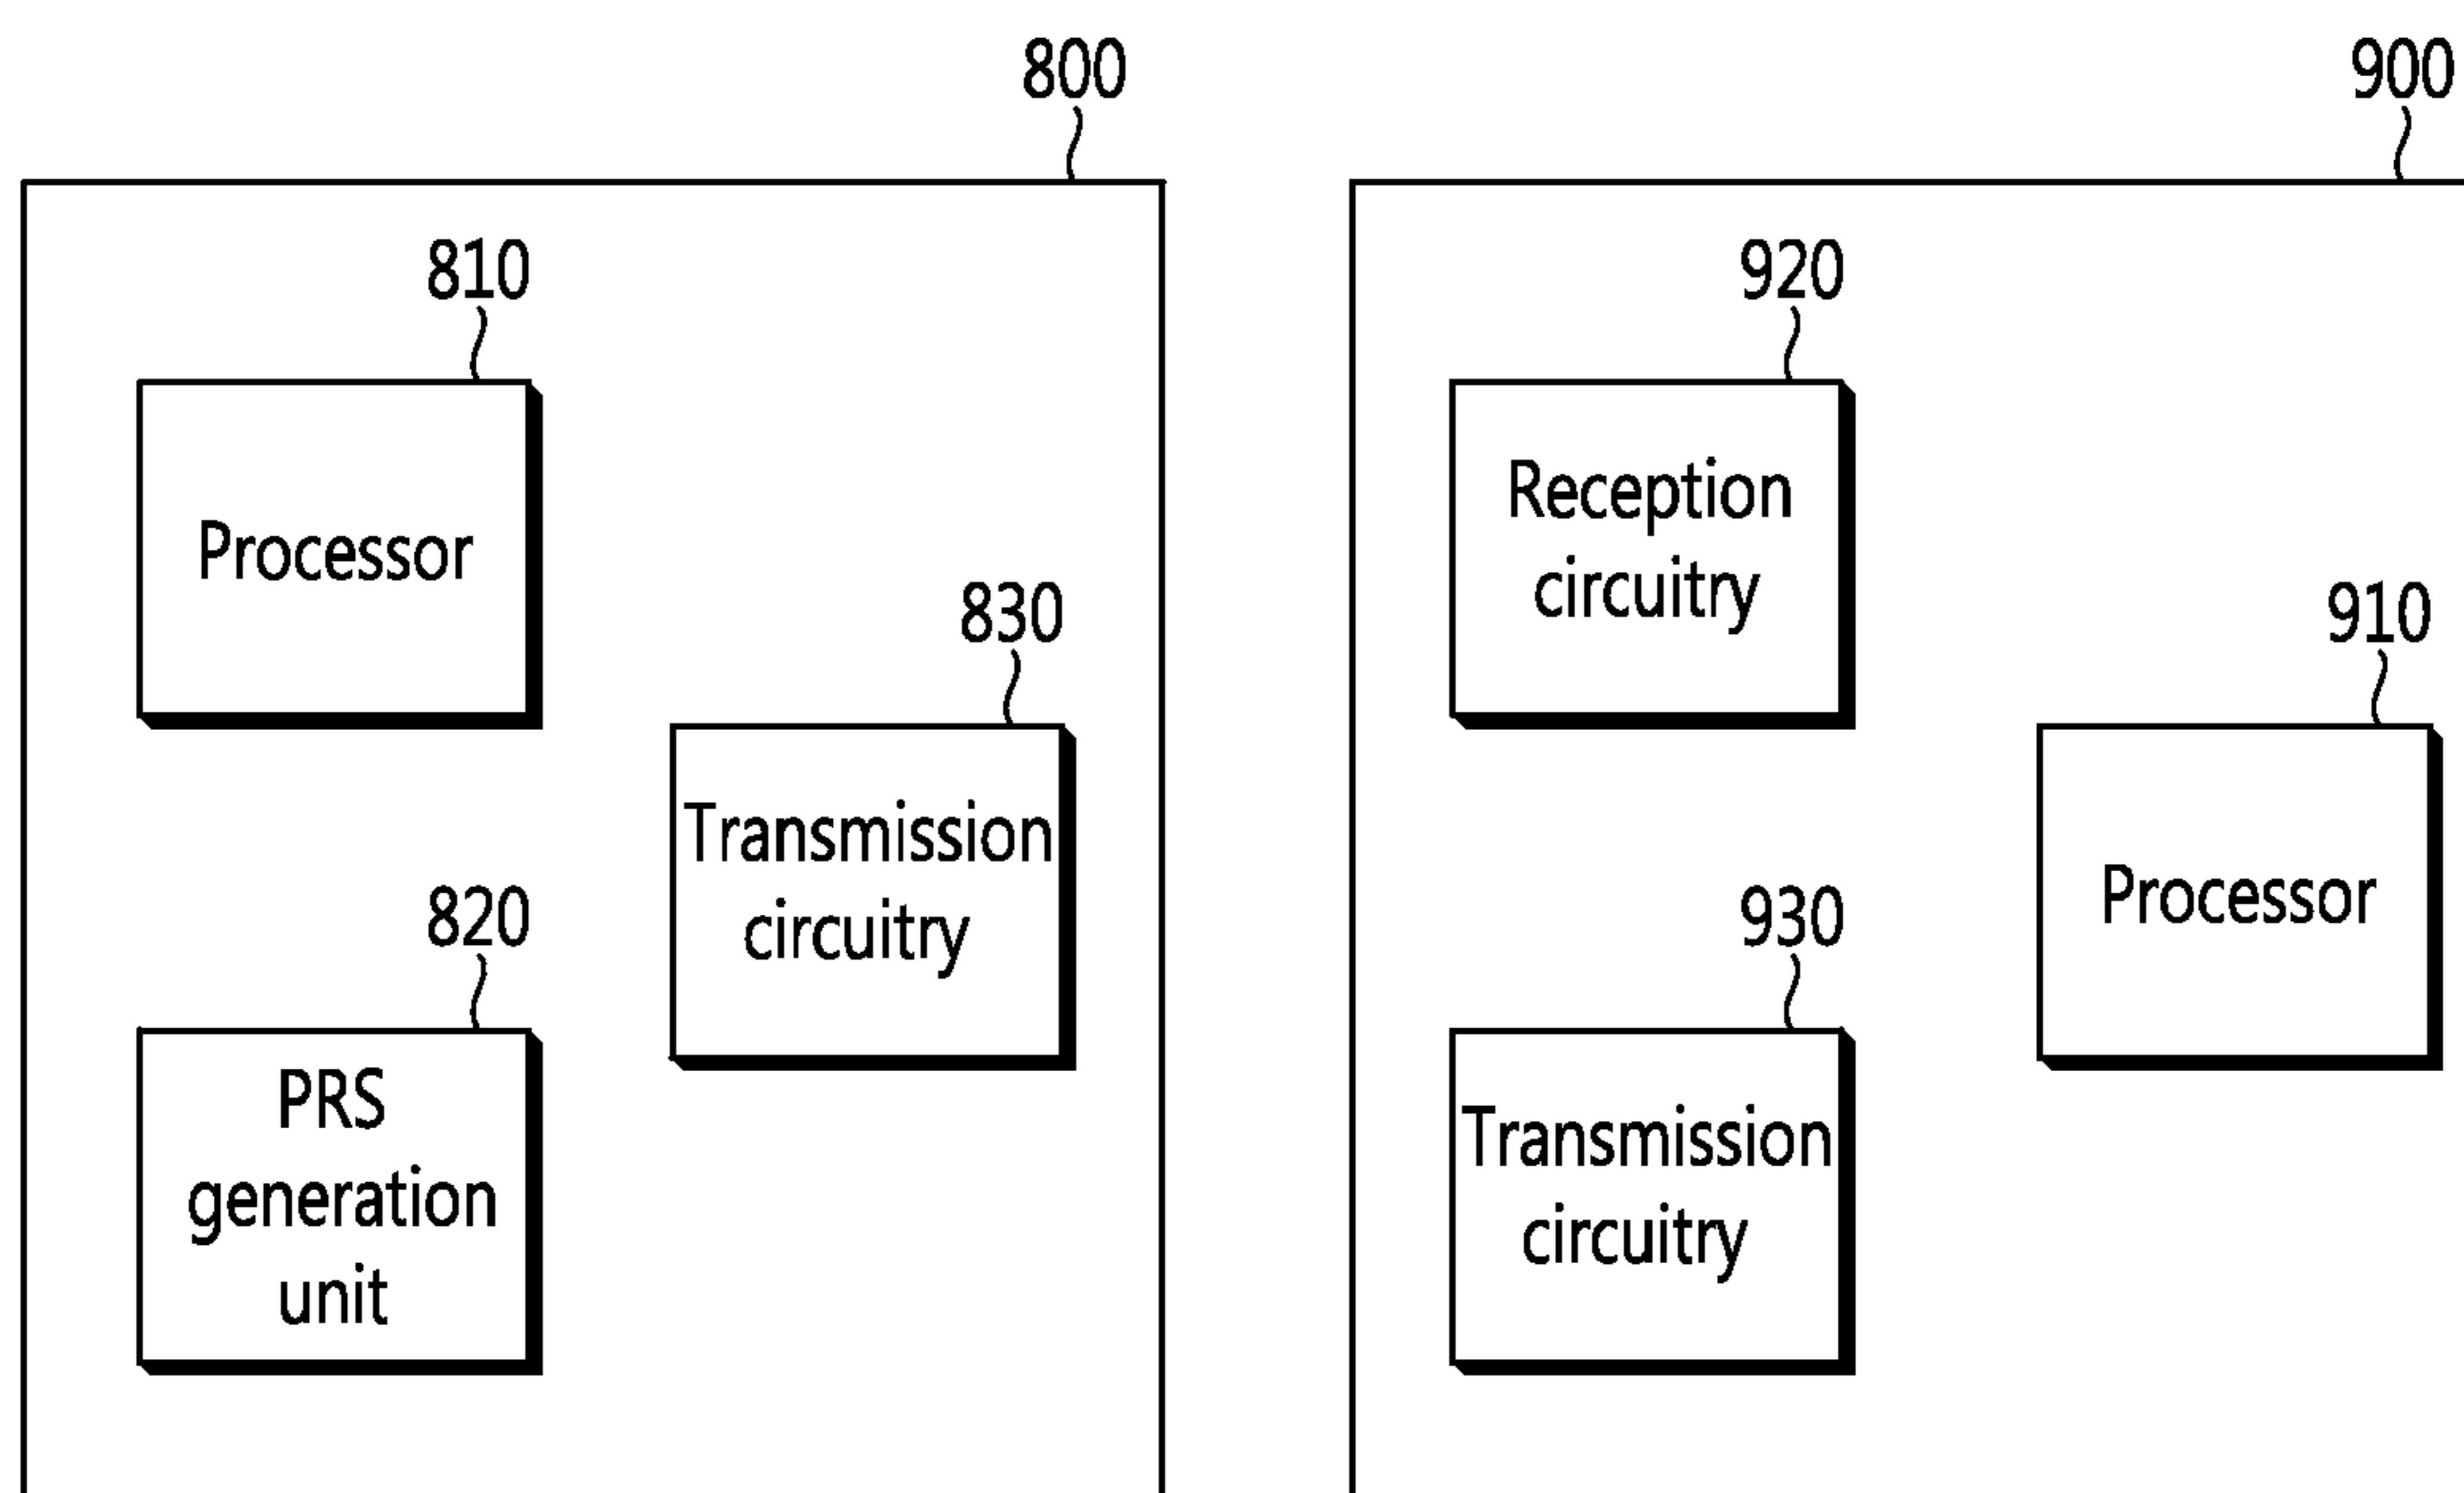 800
810
Processor
830
Transmission
circuitry
820
PRS
generation
unit
900
920
Reception
circuitry
910
Processor
930
Transmission
circuitry